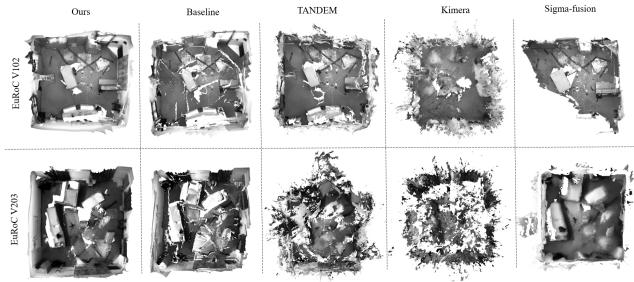 Ours Baseline TANDEM Kimera Sigma-fusion
EuRoC V102
EuRoC V203